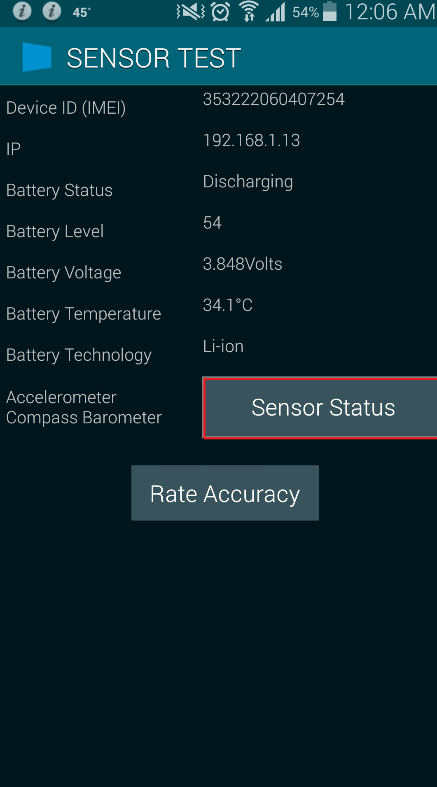 45°
54%
12:06 AM
SENSOR TEST
Device ID (IMEI)
353222060407254
IP
192.168.1.13
Battery Status
Discharging
Battery Level
54
Battery Voltage
3.848Volts
Battery Temperature
34.1°C
Battery Technology
Li-ion
Accelerometer
Compass Barometer
Sensor Status
Rate Accuracy